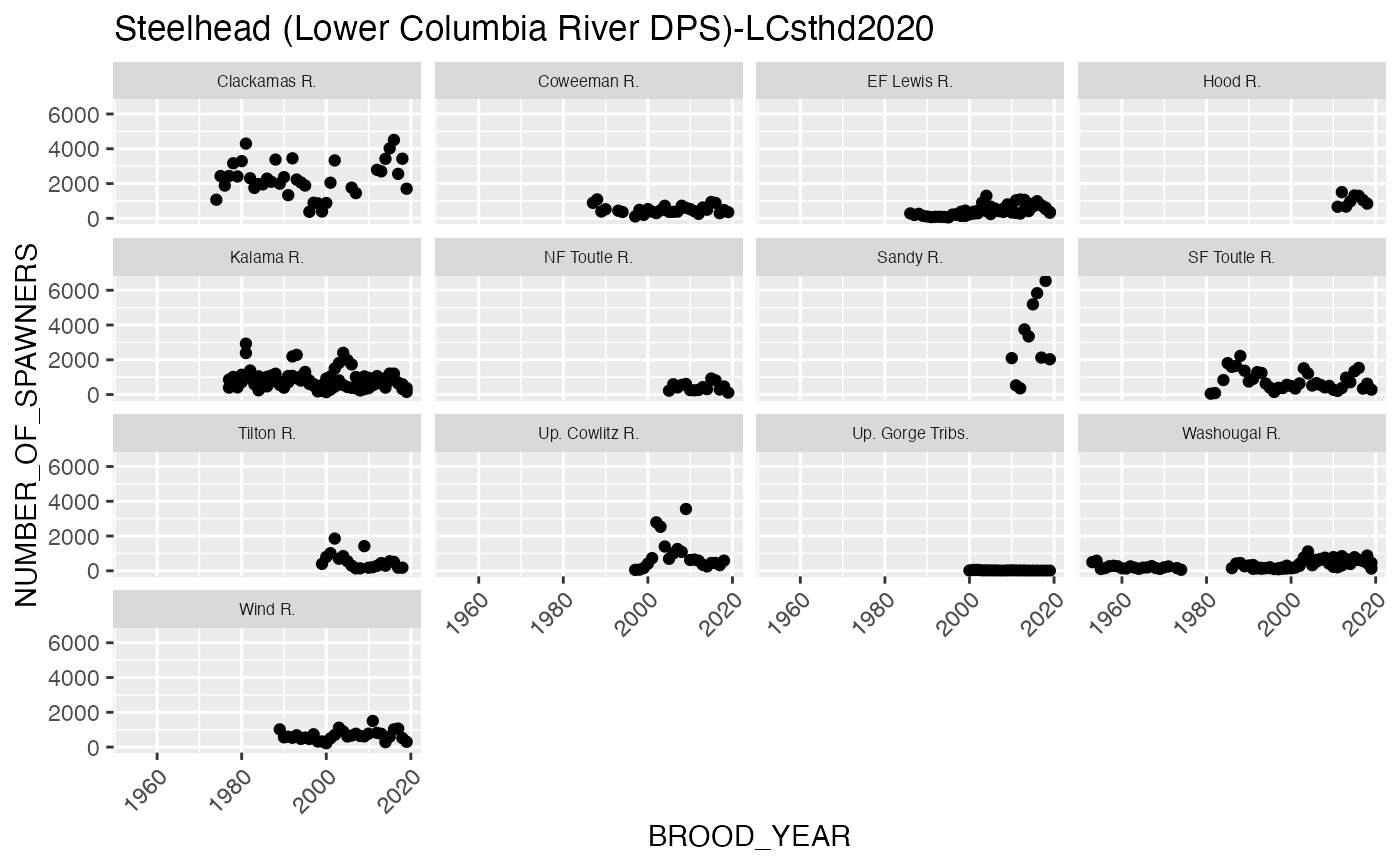 Steelhead (Lower Columbia River DPS)-LCsthd2020
Clackamas R. Coweeman R. EF Lewis R. Hood R.
6000
4000
2000
0
Kalama R. NF Toutle R. Sandy R. SF Toutle R.
6000
4000
2000
0
Tilton R. Up. Cowlitz R. Up. Gorge Tribs. Washougal R.
6000
4000
2000
0
1960 1980 2000 2020 1960 1980 2000 2020 1960 1980 2000 2020
Wind R.
6000
4000
2000
0
1960 1980 2000 2020
NUMBER_OF_SPAWNERS
BROOD_YEAR